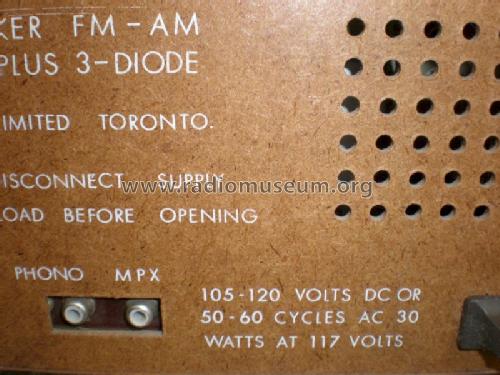 KER FM-AM
PLUS 3-DIODE
IMITED TORONTO.
ISCONNECT SUPPLY
LOAD BEFORE OPENING
www.radiomuseum.org
PHONO MPX
105-120 VOLTS DC OR
50-60 CYCLES AC 30
WATTS AT 117 VOLTS